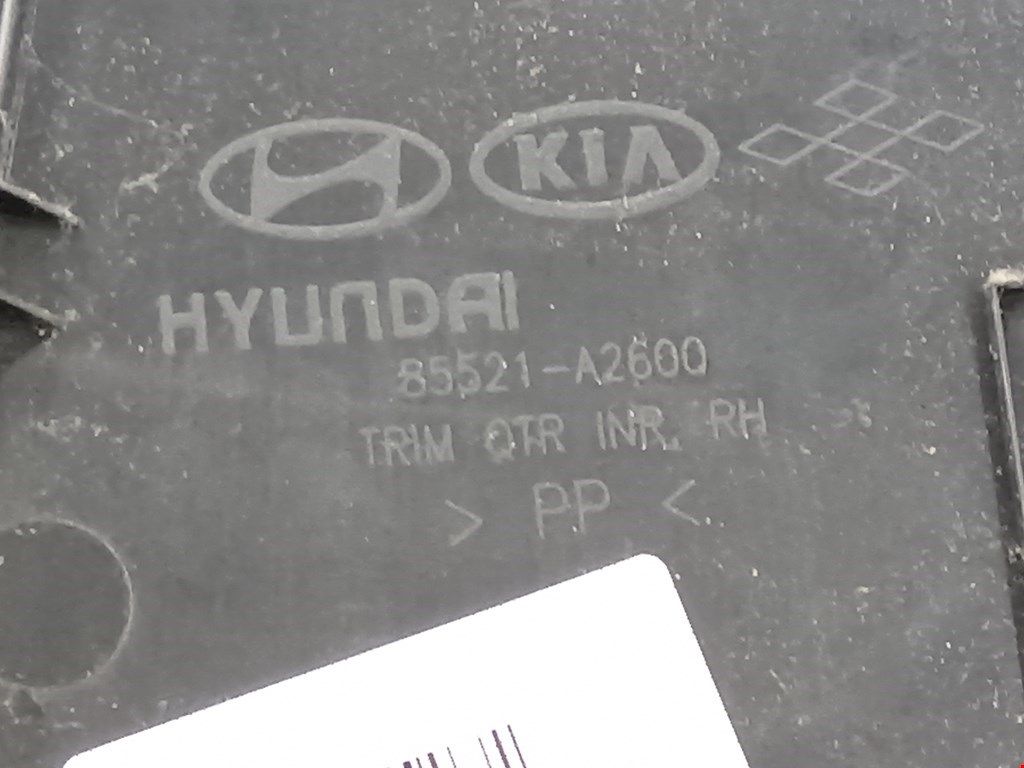 KIA
HYUNDAI
85521-A2600
TRIM QTR INR, RH
> PP <